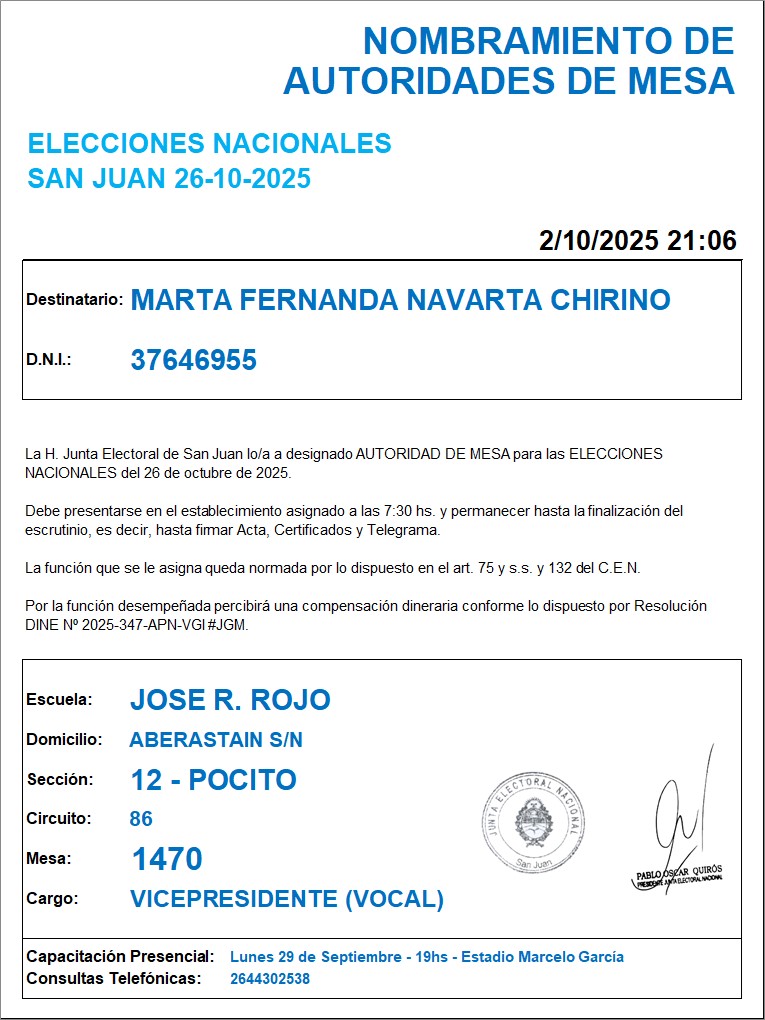 NOMBRAMIENTO DE
AUTORIDADES DE MESA
ELECCIONES NACIONALES
SAN JUAN 26-10-2025
2/10/2025 21:06
Destinatario: MARTA FERNANDA NAVARTA CHIRINO
D.N.I.: 37646955
La H. Junta Electoral de San Juan lo/a a designado AUTORIDAD DE MESA para las ELECCIONES
NACIONALES del 26 de octubre de 2025.
Debe presentarse en el establecimiento asignado a las 7:30 hs. y permanecer hasta la finalización del
escrutinio, es decir, hasta firmar Acta, Certificados y Telegrama.
La función que se le asigna queda normada por lo dispuesto en el art. 75 y s.s. y 132 del C.E.N.
Por la función desempeñada percibirá una compensación dineraria conforme lo dispuesto por Resolución
DINE Nº 2025-347-APN-VGI#JGM.
Escuela: JOSE R. ROJO
Domicilio: ABERASTAIN S/N
Sección: 12 - POCITO
Circuito: 86
Mesa: 1470
Cargo: VICEPRESIDENTE (VOCAL)
JUNTA ELECTORAL NACIONAL
San Juan
PABLO OSCAR QUIRÓS
PRESIDENTE JUNTA ELECTORAL NACIONAL
Capacitación Presencial: Lunes 29 de Septiembre - 19hs - Estadio Marcelo García
Consultas Telefónicas: 2644302538